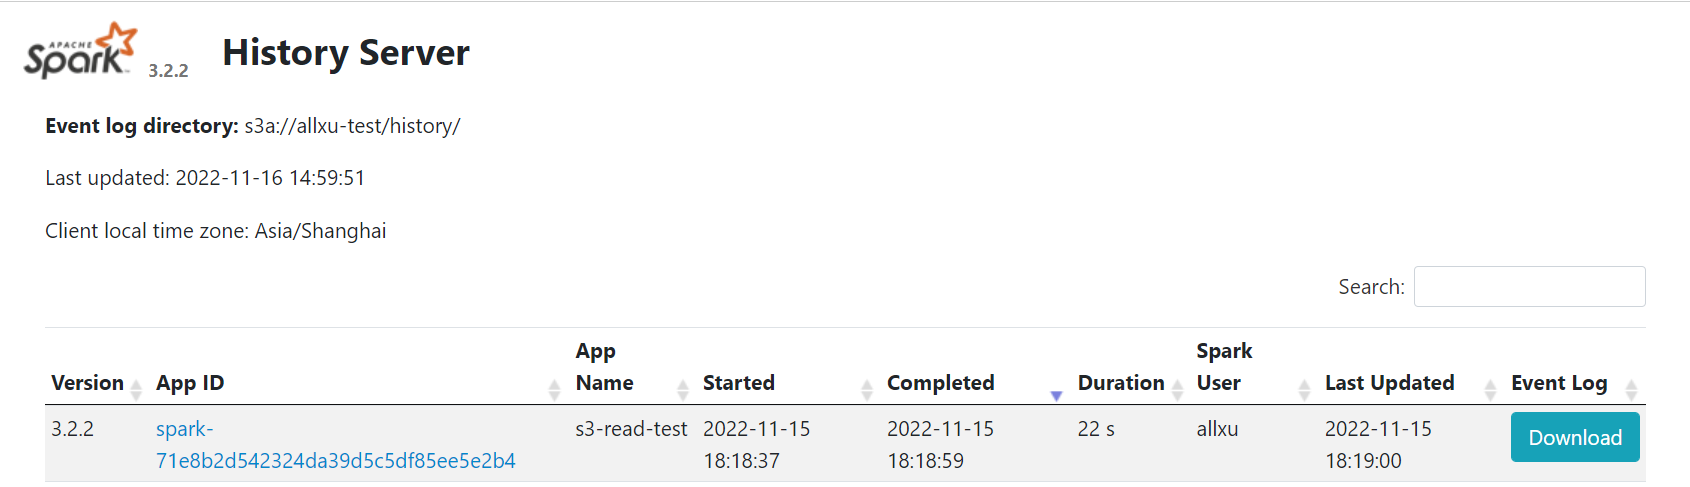 APACHE
Spark 3.2.2 History Server
Event log directory: s3a://allxu-test/history/
Last updated: 2022-11-16 14:59:51
Client local time zone: Asia/Shanghai
Search:
Version App ID App Name Started Completed Duration Spark User Last Updated Event Log
3.2.2 spark- s3-read-test 2022-11-15 2022-11-15 22 s allxu 2022-11-15 Download
71e8b2d542324da39d5c5df85ee5e2b4 18:18:37 18:18:59 18:19:00